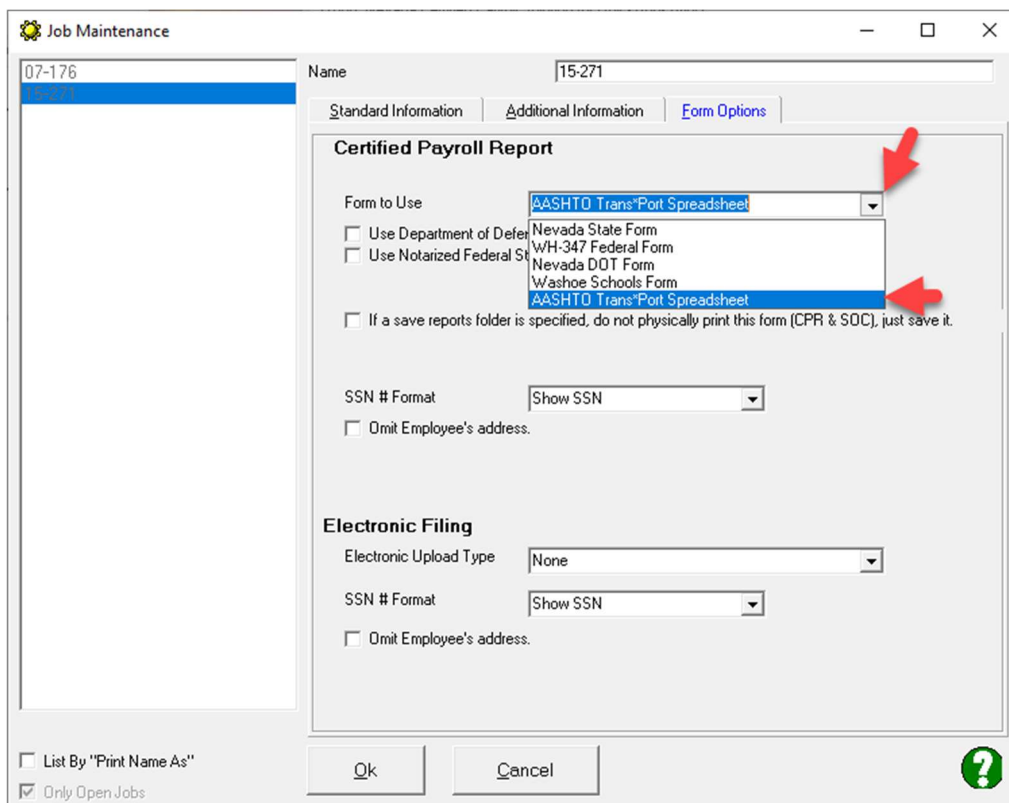 Job Maintenance
07-176
15-271
Name
15-271
Standard Information
Additional Information
Form Options
Certified Payroll Report
Form to Use
AASHTO Trans*Port Spreadsheet
Nevada State Form
WH-347 Federal Form
Nevada DOT Form
Washoe Schools Form
AASHTO Trans*Port Spreadsheet
Use Department of
Use Notarized Federal
If a save reports folder is specified, do not physically print this form (CPR & SOC), just save it.
SSN # Format
Show SSN
Omit Employee's address.
Electronic Filing
Electronic Upload Type
None
SSN # Format
Show SSN
Omit Employee's address.
List By "Print Name As"
Only Open Jobs
Ok
Cancel
?